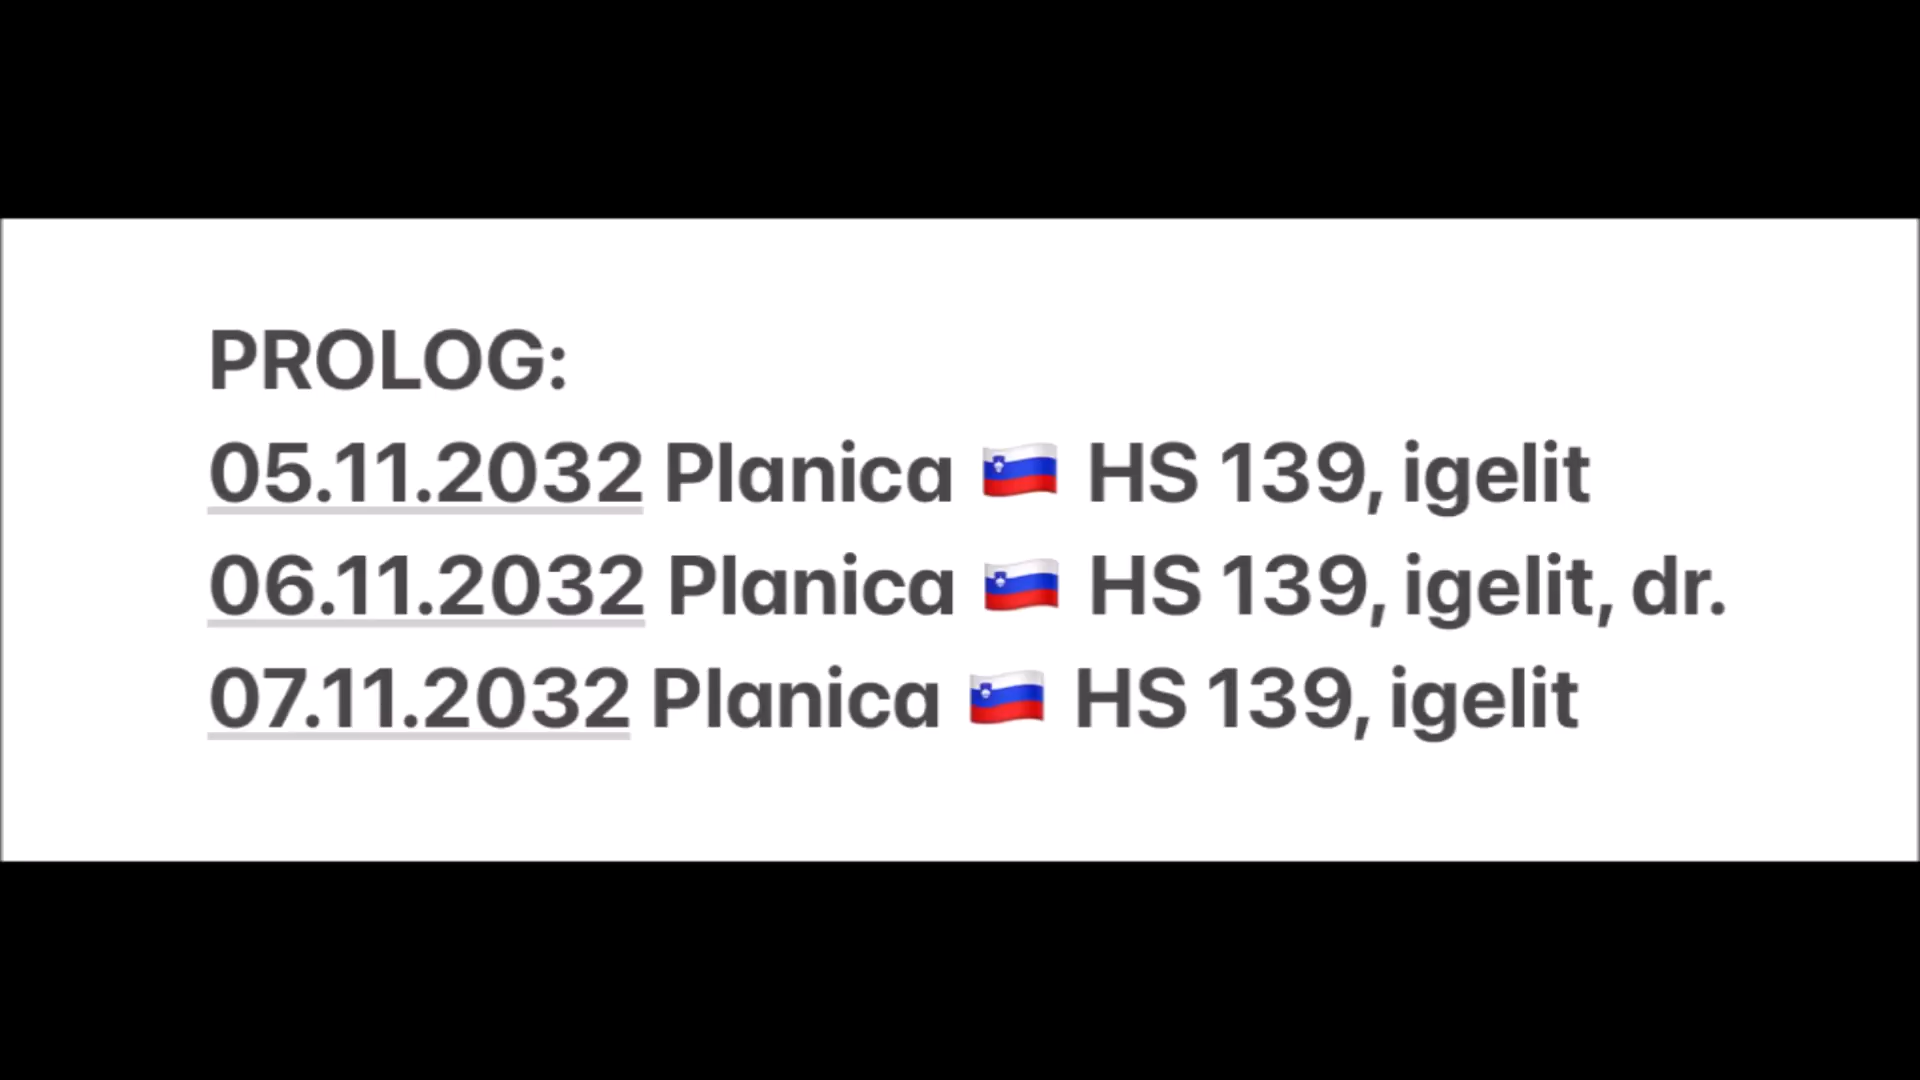 PROLOG:
05.11.2032 Planica 🇸🇮 HS 139, igelit
06.11.2032 Planica 🇸🇮 HS 139, igelit, dr.
07.11.2032 Planica 🇸🇮 HS 139, igelit